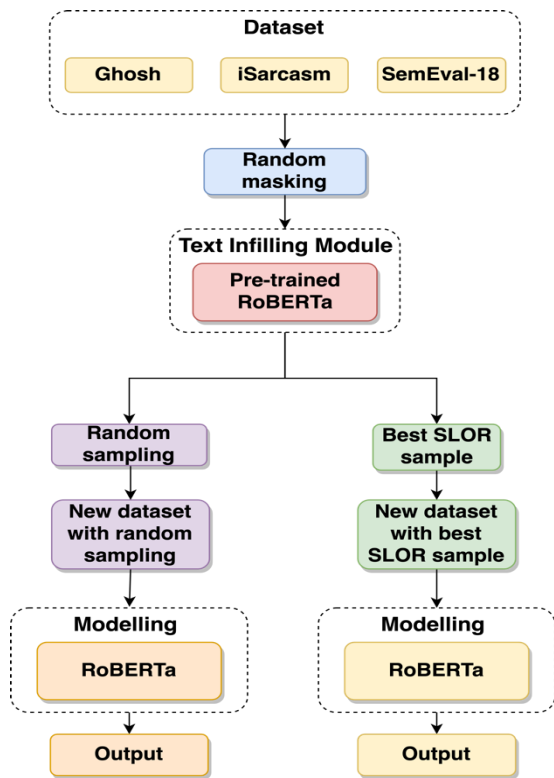 Dataset
Ghosh
iSarcasm
SemEval-18
Random
masking
Text Infilling Module
Pre-trained
RoBERTa
Random
sampling
New dataset
with random
sampling
Modelling
RoBERTa
Output
Best SLOR
sample
New dataset
with best
SLOR sample
Modelling
RoBERTa
Output